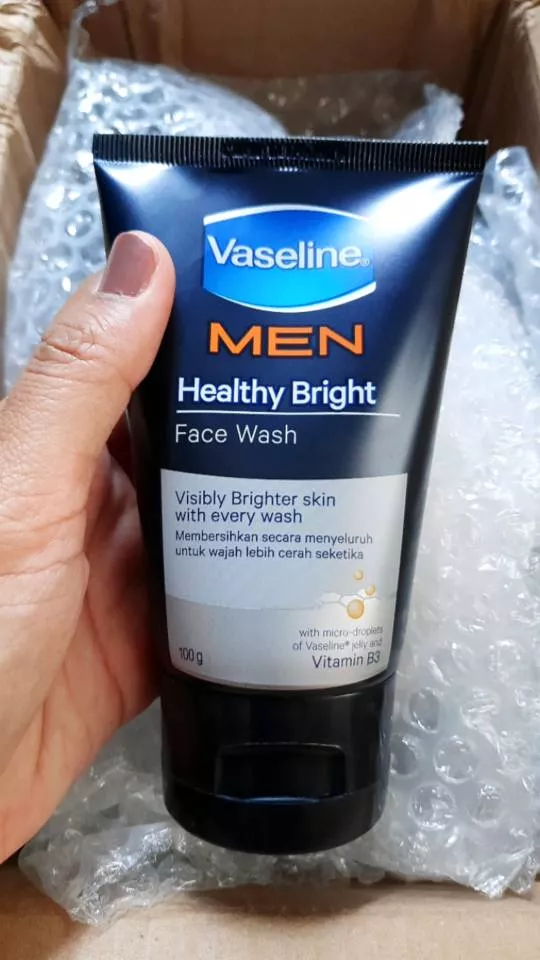 Vaseline®
MEN
Healthy Bright
Face Wash
Visibly Brighter skin
with every wash
Membersihkan secara menyeluruh
untuk wajah lebih cerah seketika
with micro-droplets
of Vaseline® jelly and
Vitamin B3
100 g